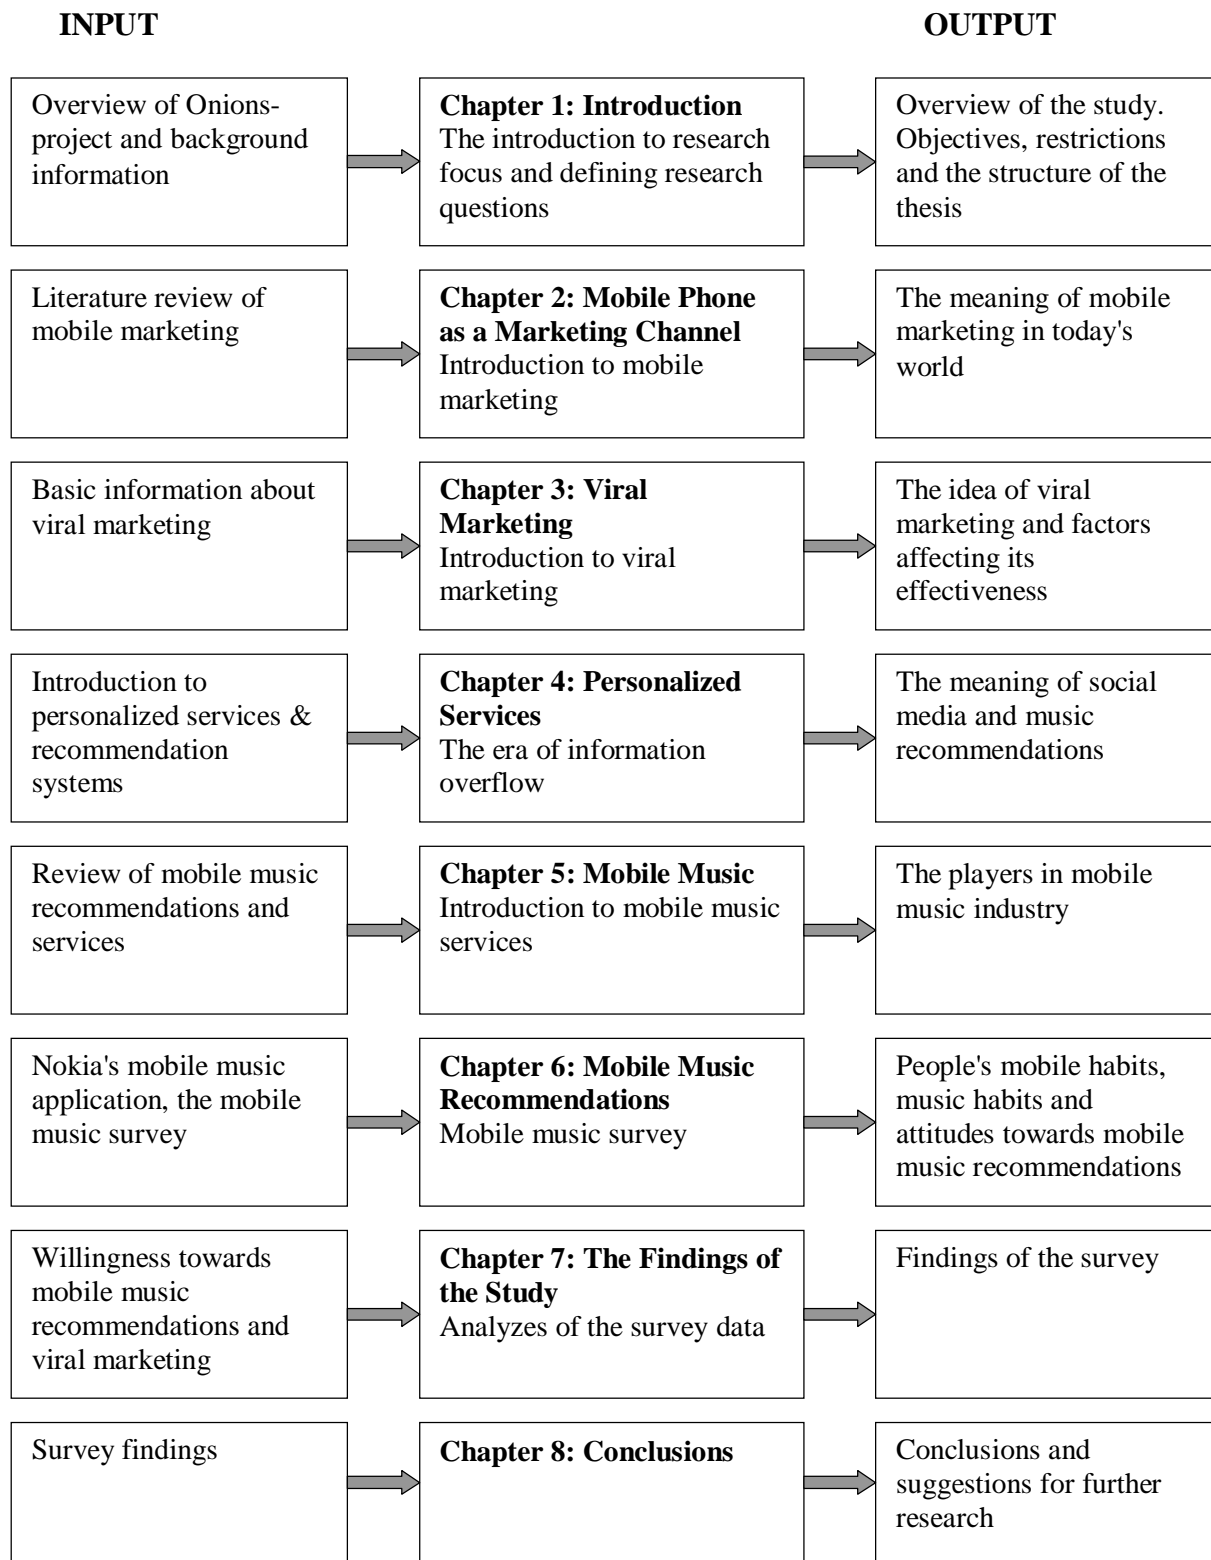 INPUT
OUTPUT
Overview of Onions-
project and background
information
Chapter 1: Introduction
The introduction to research
focus and defining research
questions
Overview of the study.
Objectives, restrictions
and the structure of the
thesis
Literature review of
mobile marketing
Chapter 2: Mobile Phone
as a Marketing Channel
Introduction to mobile
marketing
The meaning of mobile
marketing in today's
world
Basic information about
viral marketing
Chapter 3: Viral
Marketing
Introduction to viral
marketing
The idea of viral
marketing and factors
affecting its
effectiveness
Introduction to
personalized services &
recommendation
systems
Chapter 4: Personalized
Services
The era of information
overflow
The meaning of social
media and music
recommendations
Review of mobile music
recommendations and
services
Chapter 5: Mobile Music
Introduction to mobile music
services
The players in mobile
music industry
Nokia's mobile music
application, the mobile
music survey
Chapter 6: Mobile Music
Recommendations
Mobile music survey
People's mobile habits,
music habits and
attitudes towards mobile
music recommendations
Willingness towards
mobile music
recommendations and
viral marketing
Chapter 7: The Findings of
the Study
Analyzes of the survey data
Findings of the survey
Survey findings
Chapter 8: Conclusions
Conclusions and
suggestions for further
research